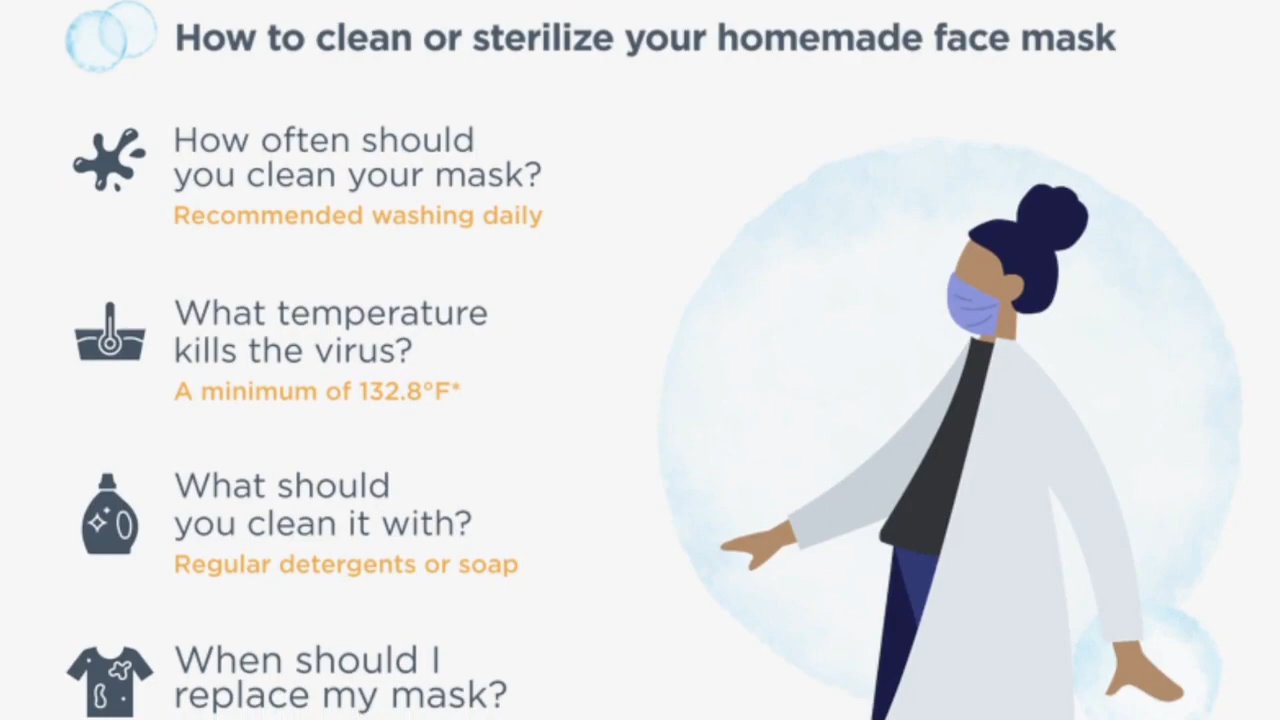 How to clean or sterilize your homemade face mask
How often should
you clean your mask?
Recommended washing daily
What temperature
kills the virus?
A minimum of 132.8°F*
What should
you clean it with?
Regular detergents or soap
When should I
replace my mask?